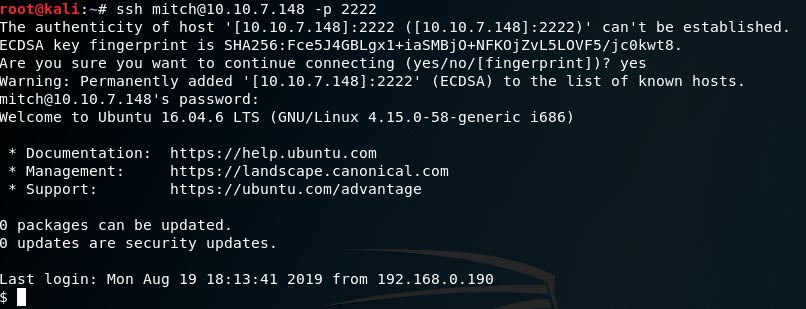 root@kali:~# ssh mitch@10.10.7.148 -p 2222
The authenticity of host '[10.10.7.148]:2222 ([10.10.7.148]:2222)' can't be established.
ECDSA key fingerprint is SHA256:Fce5J4GBLgx1+iaSMBjO+NFKOjZvL5LOVF5/jc0kwt8.
Are you sure you want to continue connecting (yes/no/[fingerprint])? yes
Warning: Permanently added '[10.10.7.148]:2222' (ECDSA) to the list of known hosts.
mitch@10.10.7.148's password:
Welcome to Ubuntu 16.04.6 LTS (GNU/Linux 4.15.0-58-generic i686)
* Documentation:  https://help.ubuntu.com
* Management:     https://landscape.canonical.com
* Support:        https://ubuntu.com/advantage
0 packages can be updated.
0 updates are security updates.
Last login: Mon Aug 19 18:13:41 2019 from 192.168.0.190
$